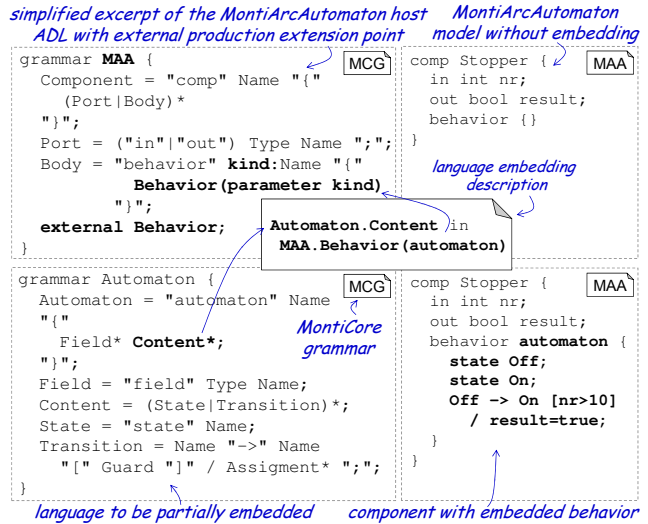 simplified excerpt of the MontiArcAutomaton host
ADL with external production extension point
grammar MAA {
MCG
Component = "comp" Name "{"
(Port|Body)*
"}";
Port = ("in"|"out") Type Name ";";
Body = "behavior" kind:Name "{"
Behavior(parameter kind)
"}";
external Behavior;
}
MontiArcAutomaton
model without embedding
comp Stopper {
MAA
in int nr;
out bool result;
behavior {}
}
language embedding
description
Automaton.Content in
MAA.Behavior(automaton)
grammar Automaton {
MCG
Automaton = "automaton" Name
"{"
Field* Content*;
"}";
Field = "field" Type Name;
Content = (State|Transition)*;
State = "state" Name;
Transition = Name "->" Name
"[" Guard "]" / Assigment* ";";
}
MontiCore
grammar
language to be partially embedded
comp Stopper {
MAA
in int nr;
out bool result;
behavior automaton {
state Off;
state On;
Off -> On [nr>10]
/ result=true;
}
}
component with embedded behavior